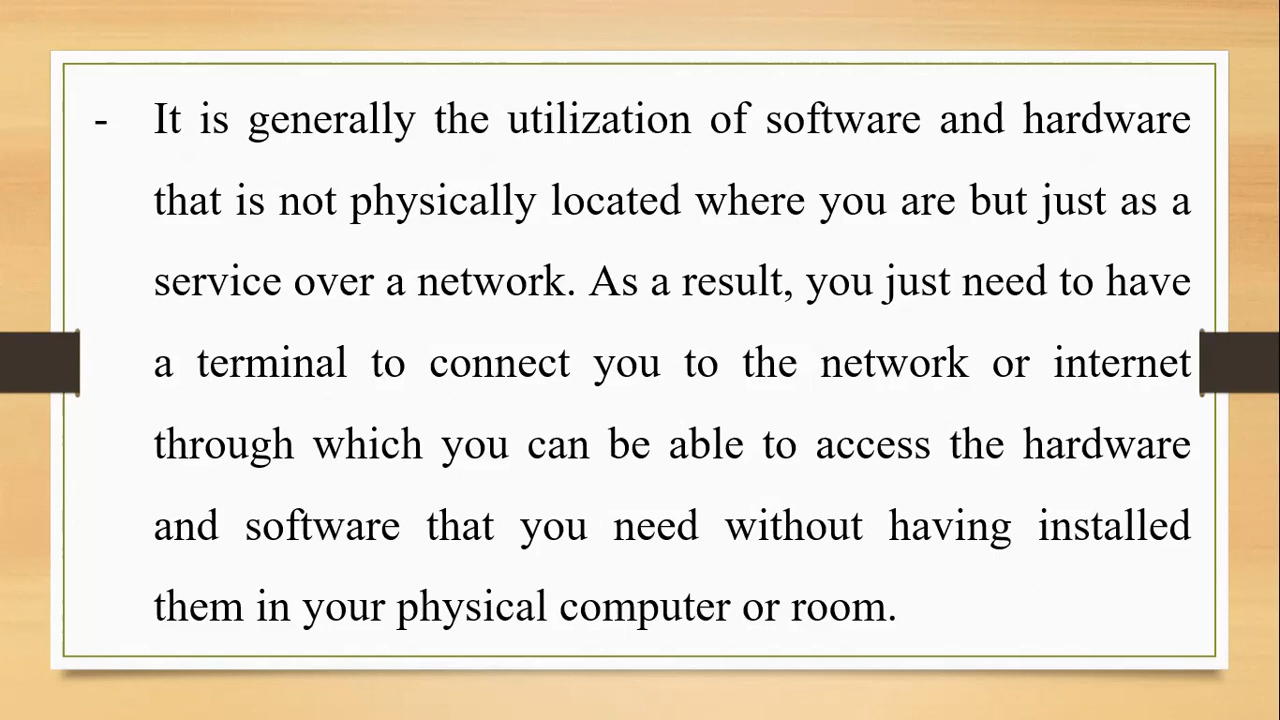 - It is generally the utilization of software and hardware
that is not physically located where you are but just as a
service over a network. As a result, you just need to have
a terminal to connect you to the network or internet
through which you can be able to access the hardware
and software that you need without having installed
them in your physical computer or room.